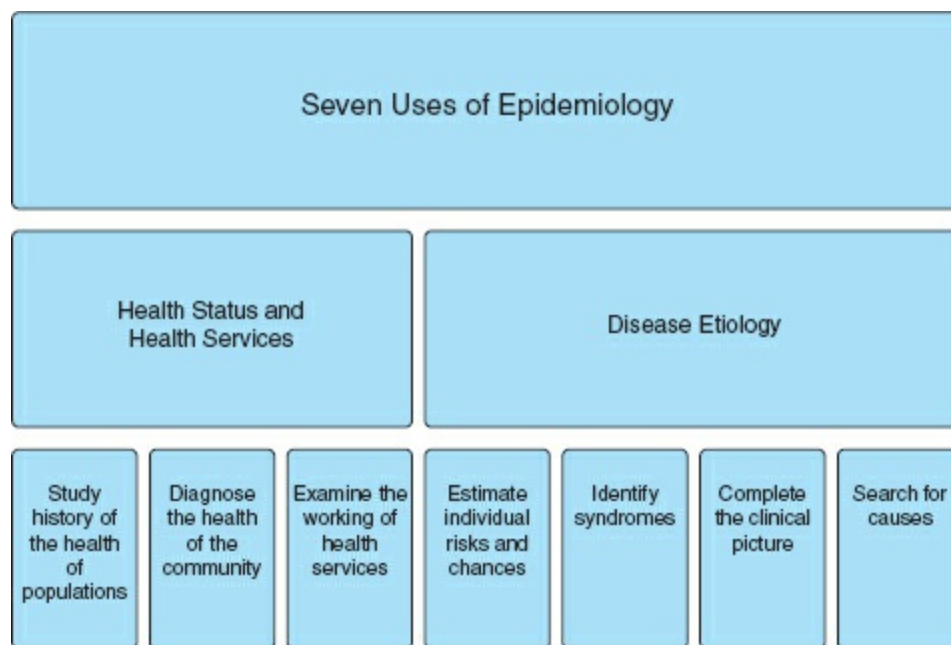 Seven Uses of Epidemiology
Health Status and
Health Services
Disease Etiology
Study
history of
the health
of
populations
Diagnose
the health
of the
community
Examine the
working of
health
services
Estimate
individual
risks and
chances
Identify
syndromes
Complete
the clinical
picture
Search for
causes